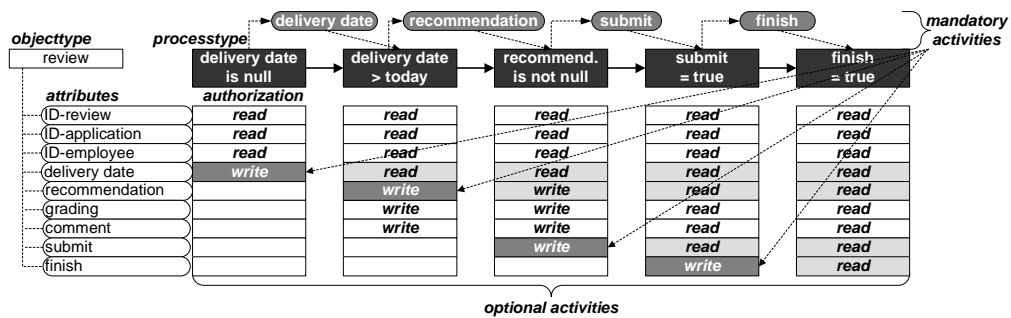 delivery date recommendation submit finish mandatory
objecttype processtype activities
review delivery date delivery date recommend. submit finish
is null > today is not null = true = true
attributes authorization
ID-review read read read read read
ID-application read read read read read
ID-employee read read read read read
delivery date write read read read read
recommendation write write read read
grading write write read read
comment write write read read
submit write read read
finish write read
optional activities